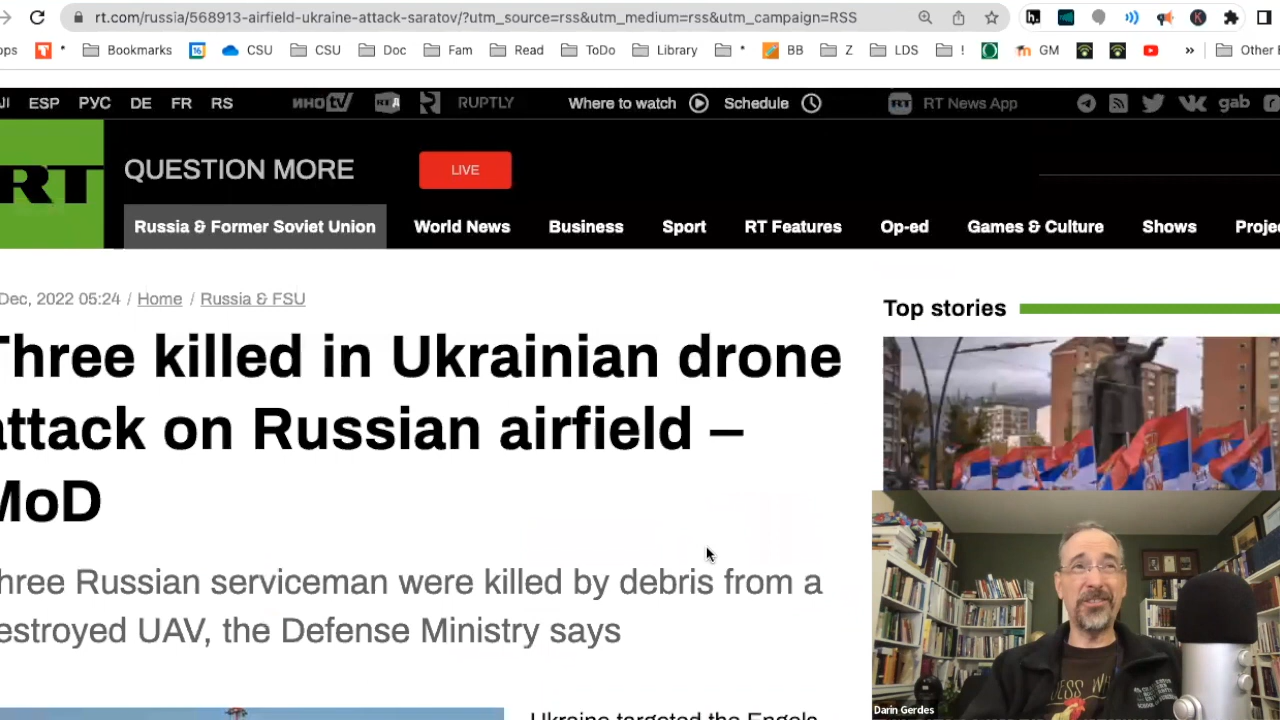 rt.com/russia/568913-airfield-ukraine-attack-saratov/?utm_source=rss&utm_medium=rss&utm_campaign=RSS
ops Bookmarks 16 CSU CSU Doc Fam Read ToDo Library * BB Z LDS ! GM » Other B
ESP РУС DE FR RS ИНО TV RTД RUPTLY Where to watch Schedule RT RT News App gab
RT QUESTION MORE LIVE
Russia & Former Soviet Union World News Business Sport RT Features Op-ed Games & Culture Shows Projec
Dec, 2022 05:24 / Home / Russia & FSU
Top stories
Three killed in Ukrainian drone
attack on Russian airfield –
MoD
hree Russian serviceman were killed by debris from a
estroyed UAV, the Defense Ministry says
Ukraine targeted the Engels
Darin Gerdes